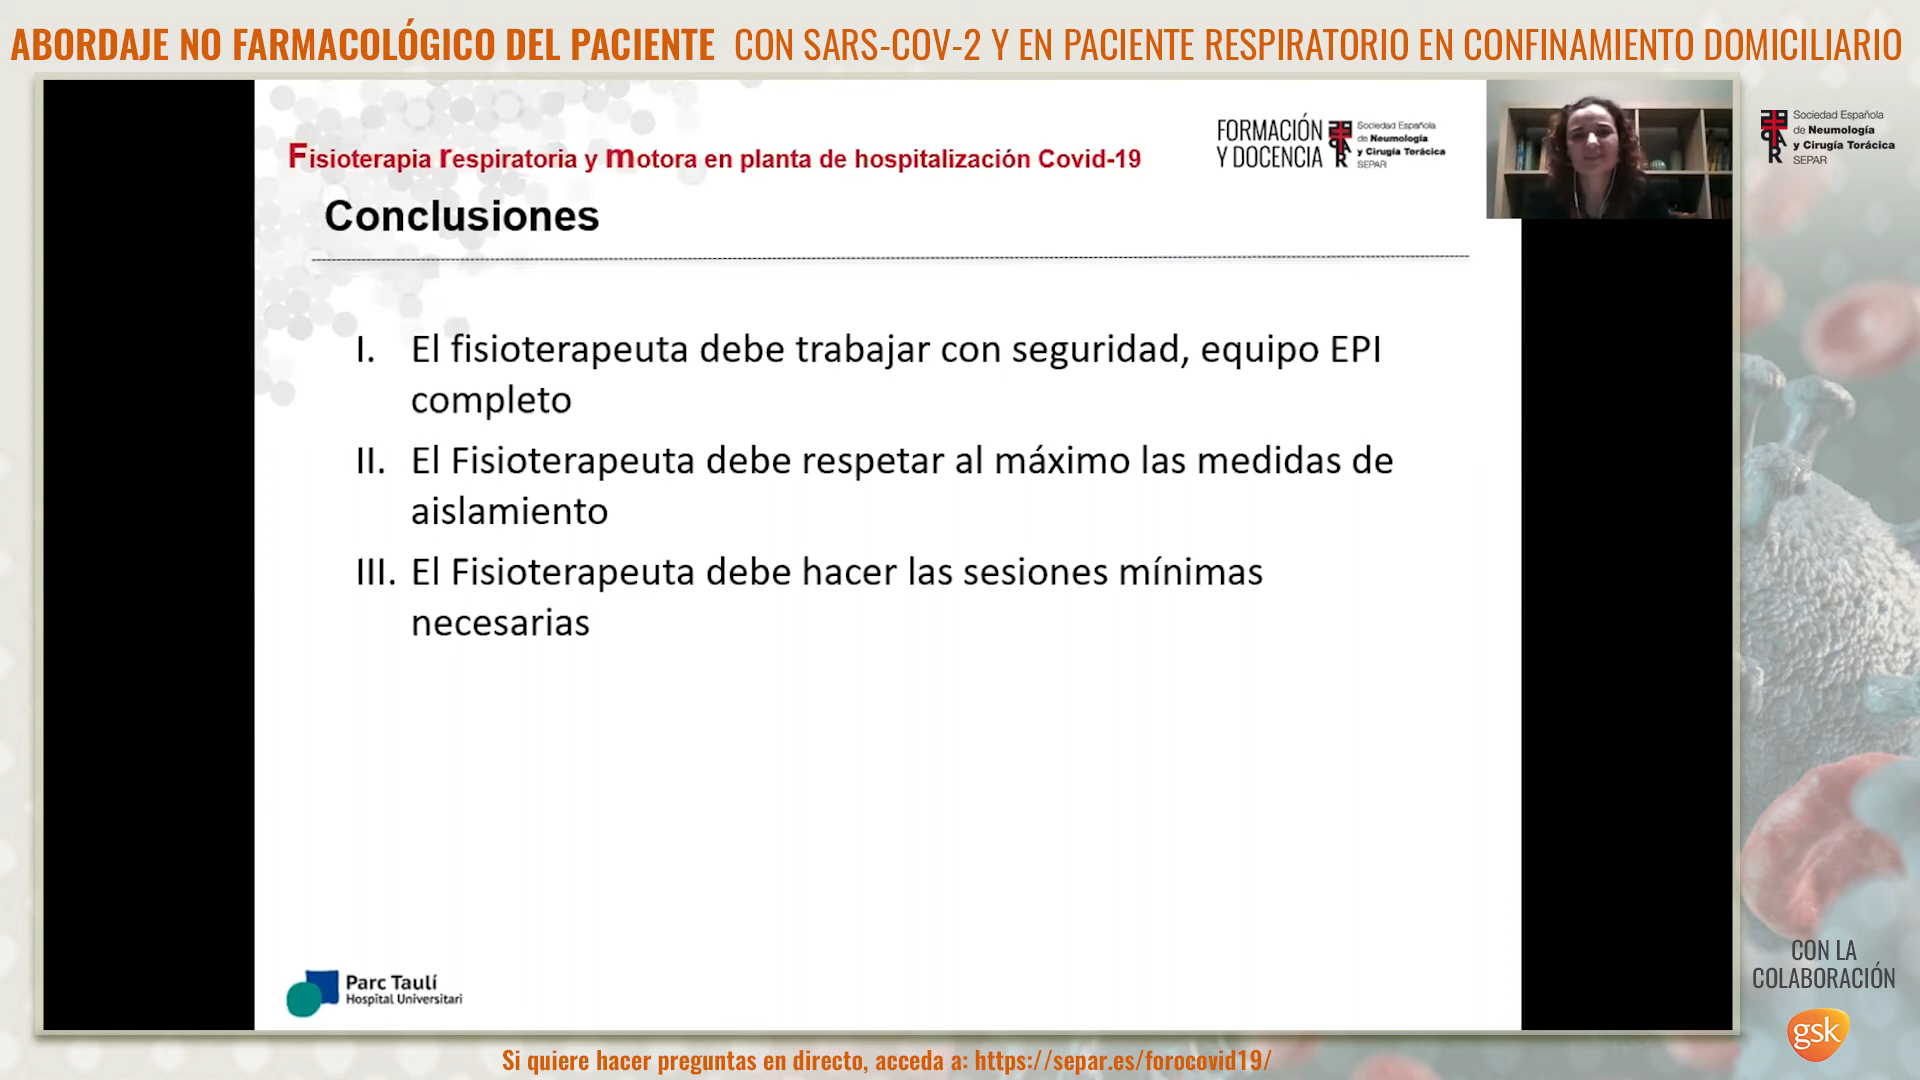 ABORDAJE NO FARMACOLÓGICO DEL PACIENTE CON SARS-COV-2 Y EN PACIENTE RESPIRATORIO EN CONFINAMIENTO DOMICILIARIO
Fisioterapia respiratoria y motora en planta de hospitalización Covid-19
FORMACIÓN
Y DOCENCIA
Sociedad Española
de Neumología
y Cirugía Torácica
SEPAR
Sociedad Española
de Neumología
y Cirugía Torácica
SEPAR
Conclusiones
I. El fisioterapeuta debe trabajar con seguridad, equipo EPI
completo
II. El Fisioterapeuta debe respetar al máximo las medidas de
aislamiento
III. El Fisioterapeuta debe hacer las sesiones mínimas
necesarias
Parc Taulí
Hospital Universitari
CON LA
COLABORACIÓN
gsk
Si quiere hacer preguntas en directo, acceda a: https://separ.es/forocovid19/